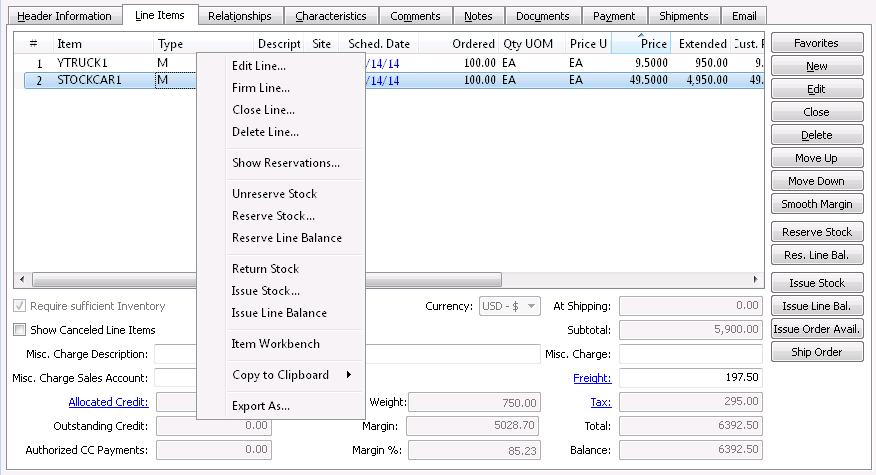 Header Information Line Items Relationships Characteristics Comments Notes Documents Payment Shipments Email
# Item Type Descript Site Sched. Date Ordered Qty UOM Price U Price Extended Cust. P
1 YTRUCK1 M /14/14 100.00 EA EA 9.5000 950.00 9.
2 STOCKCAR1 M /14/14 100.00 EA EA 49.5000 4,950.00 49.
Edit Line...
Firm Line...
Close Line...
Delete Line...
Show Reservations...
Unreserve Stock
Reserve Stock...
Reserve Line Balance
Return Stock
Issue Stock...
Issue Line Balance
Item Workbench
Copy to Clipboard
Export As...
Favorites
New
Edit
Close
Delete
Move Up
Move Down
Smooth Margin
Reserve Stock
Res. Line Bal.
Issue Stock
Issue Line Bal.
Issue Order Avail.
Ship Order
Require sufficient Inventory Currency: USD - $ At Shipping: 0.00
Show Canceled Line Items Subtotal: 5,900.00
Misc. Charge Description: Misc. Charge:
Misc. Charge Sales Account: Freight: 197.50
Allocated Credit: Weight: 750.00 Tax: 295.00
Outstanding Credit: 0.00 Margin: 5028.70 Total: 6392.50
Authorized CC Payments: 0.00 Margin %: 85.23 Balance: 6392.50